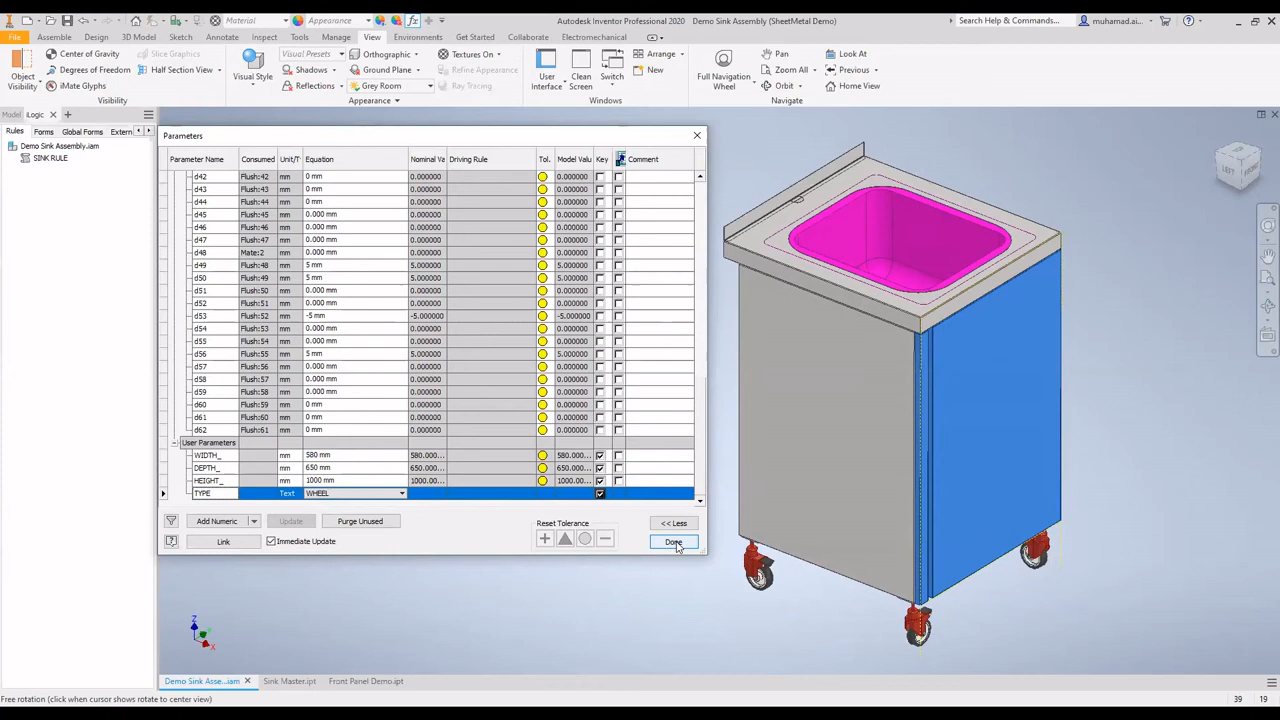 Material
Appearance
Autodesk Inventor Professional 2020
Demo Sink Assembly (SheetMetal Demo)
Search Help & Commands...
muhamad.ai...
File
Assemble
Design
3D Model
Sketch
Annotate
Inspect
Tools
Manage
View
Environments
Get Started
Collaborate
Electromechanical
Object Visibility
Center of Gravity
Degrees of Freedom
iMate Glyphs
Slice Graphics
Half Section View
Visibility
Visual Style
Visual Presets
Shadows
Reflections
Orthographic
Ground Plane
Grey Room
Textures On
Refine Appearance
Ray Tracing
Appearance
User Interface
Clean Screen
Switch
Arrange
New
Windows
Full Navigation Wheel
Pan
Zoom All
Orbit
Look At
Previous
Home View
Navigate
Model
iLogic
Rules
Forms
Global Forms
Extern
Demo Sink Assembly.iam
SINK RULE
Parameters
Parameter Name Consumed Unit/T Equation Nominal Va Driving Rule Tol. Model Valu Key Comment
d42 Flush:42 mm 0 mm 0.000000 0.000000
d43 Flush:43 mm 0 mm 0.000000 0.000000
d44 Flush:44 mm 0 mm 0.000000 0.000000
d45 Flush:45 mm 0.000 mm 0.000000 0.000000
d46 Flush:46 mm 0.000 mm 0.000000 0.000000
d47 Flush:47 mm 0.000 mm 0.000000 0.000000
d48 Mate:2 mm 0.000 mm 0.000000 0.000000
d49 Flush:48 mm 5 mm 5.000000 5.000000
d50 Flush:49 mm 5 mm 5.000000 5.000000
d51 Flush:50 mm 0.000 mm 0.000000 0.000000
d52 Flush:51 mm 0.000 mm 0.000000 0.000000
d53 Flush:52 mm -5 mm -5.000000 -5.000000
d54 Flush:53 mm 0.000 mm 0.000000 0.000000
d55 Flush:54 mm 0.000 mm 0.000000 0.000000
d56 Flush:55 mm 5 mm 5.000000 5.000000
d57 Flush:56 mm 0.000 mm 0.000000 0.000000
d58 Flush:57 mm 0.000 mm 0.000000 0.000000
d59 Flush:58 mm 0.000 mm 0.000000 0.000000
d60 Flush:59 mm 0 mm 0.000000 0.000000
d61 Flush:60 mm 0 mm 0.000000 0.000000
d62 Flush:61 mm 0 mm 0.000000 0.000000
User Parameters
WIDTH_ mm 580 mm 580.000... 580.000...
DEPTH_ mm 650 mm 650.000... 650.000...
HEIGHT_ mm 1000 mm 1000.00... 1000.00...
TYPE Text WHEEL
Add Numeric
Update
Purge Unused
Reset Tolerance
<< Less
Link
Immediate Update
Done
LEFT
Z
X
Demo Sink Asse...iam
Sink Master.ipt
Front Panel Demo.ipt
Free rotation (click when cursor shows rotate to center view)
39
19